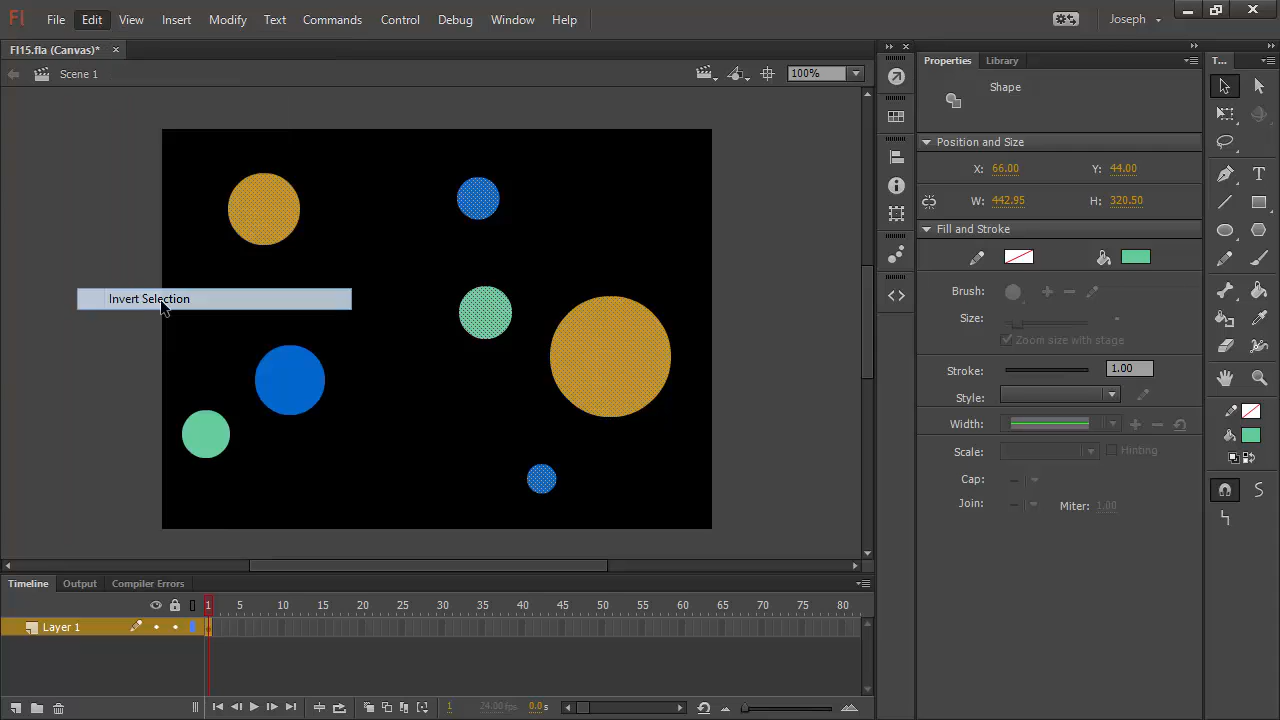 Fl File Edit View Insert Modify Text Commands Control Debug Window Help Joseph
Fl15.fla (Canvas)* ×
Scene 1 100%
Properties Library T...
Shape
Position and Size
X: 66.00 Y: 44.00
W: 442.95 H: 320.50
Fill and Stroke
Brush:
Size:
Zoom size with stage
Stroke: 1.00
Style:
Width:
Scale: Hinting
Cap:
Join: Miter: 1.00
Invert Selection
Timeline Output Compiler Errors
1 5 10 15 20 25 30 35 40 45 50 55 60 65 70 75 80
Layer 1
1 24.00 fps 0.0 s